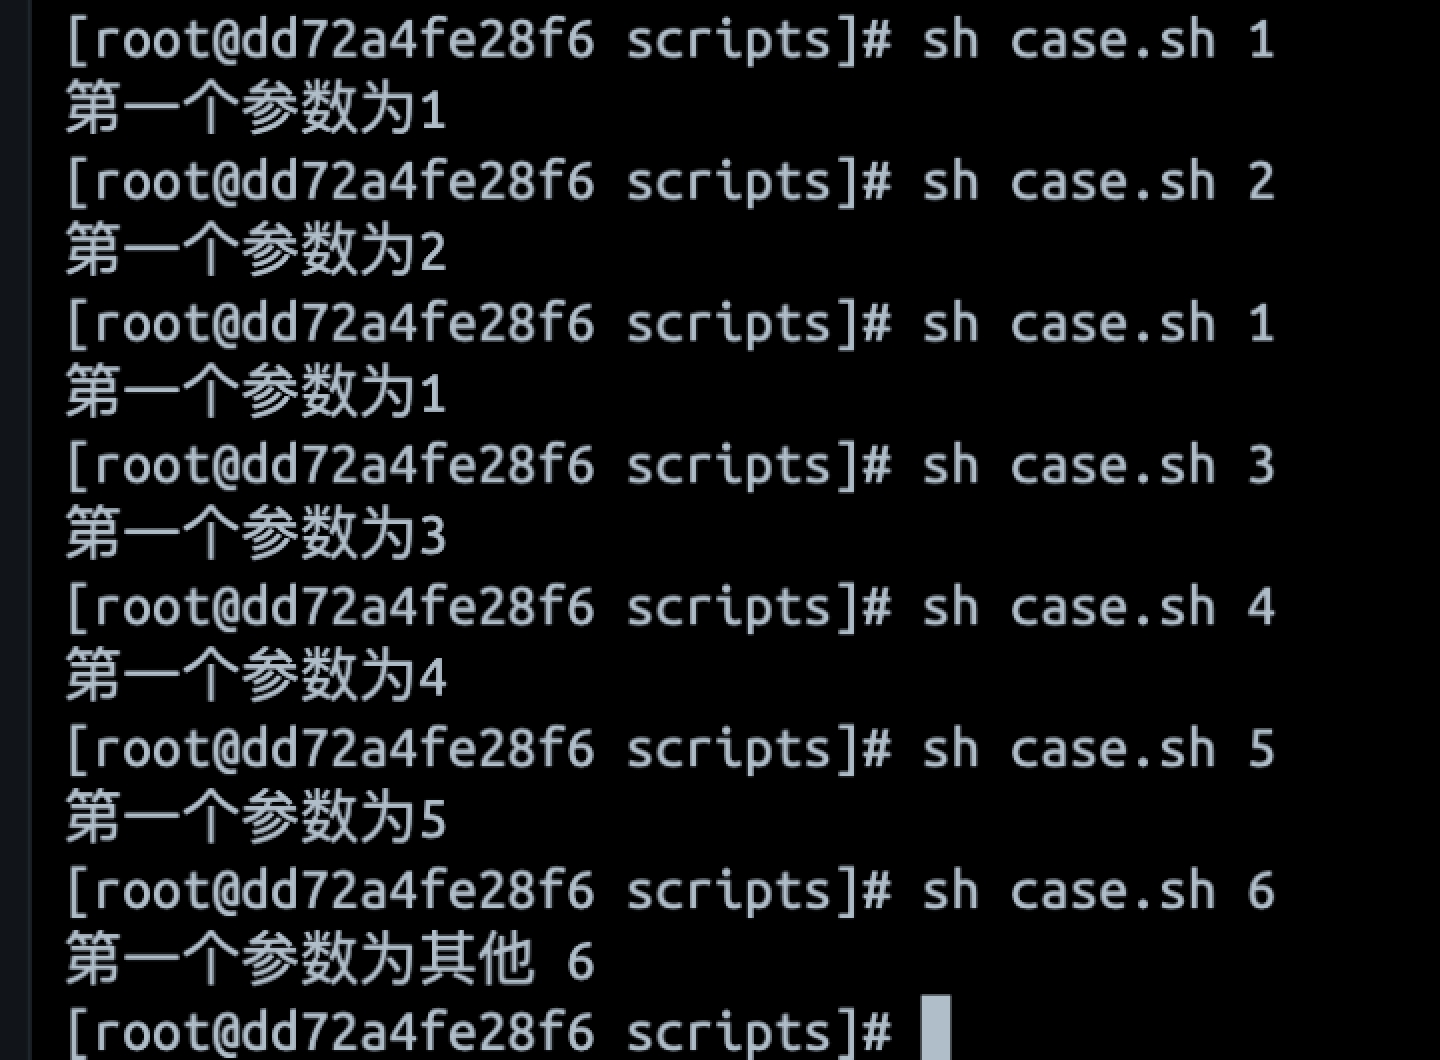 [root@dd72a4fe28f6 scripts]# sh case.sh 1
第一个参数为1
[root@dd72a4fe28f6 scripts]# sh case.sh 2
第一个参数为2
[root@dd72a4fe28f6 scripts]# sh case.sh 1
第一个参数为1
[root@dd72a4fe28f6 scripts]# sh case.sh 3
第一个参数为3
[root@dd72a4fe28f6 scripts]# sh case.sh 4
第一个参数为4
[root@dd72a4fe28f6 scripts]# sh case.sh 5
第一个参数为5
[root@dd72a4fe28f6 scripts]# sh case.sh 6
第一个参数为其他 6
[root@dd72a4fe28f6 scripts]#